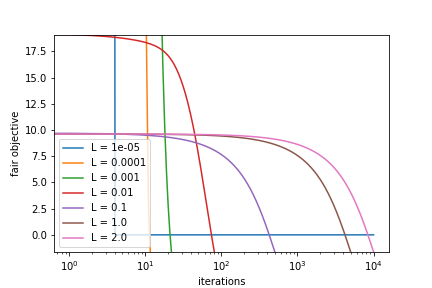 17.5
15.0
12.5
10.0
7.5
5.0
2.5
0.0
fair objective
L = 1e-05
L = 0.0001
L = 0.001
L = 0.01
L = 0.1
L = 1.0
L = 2.0
10⁰ 10¹ 10² 10³ 10⁴
iterations